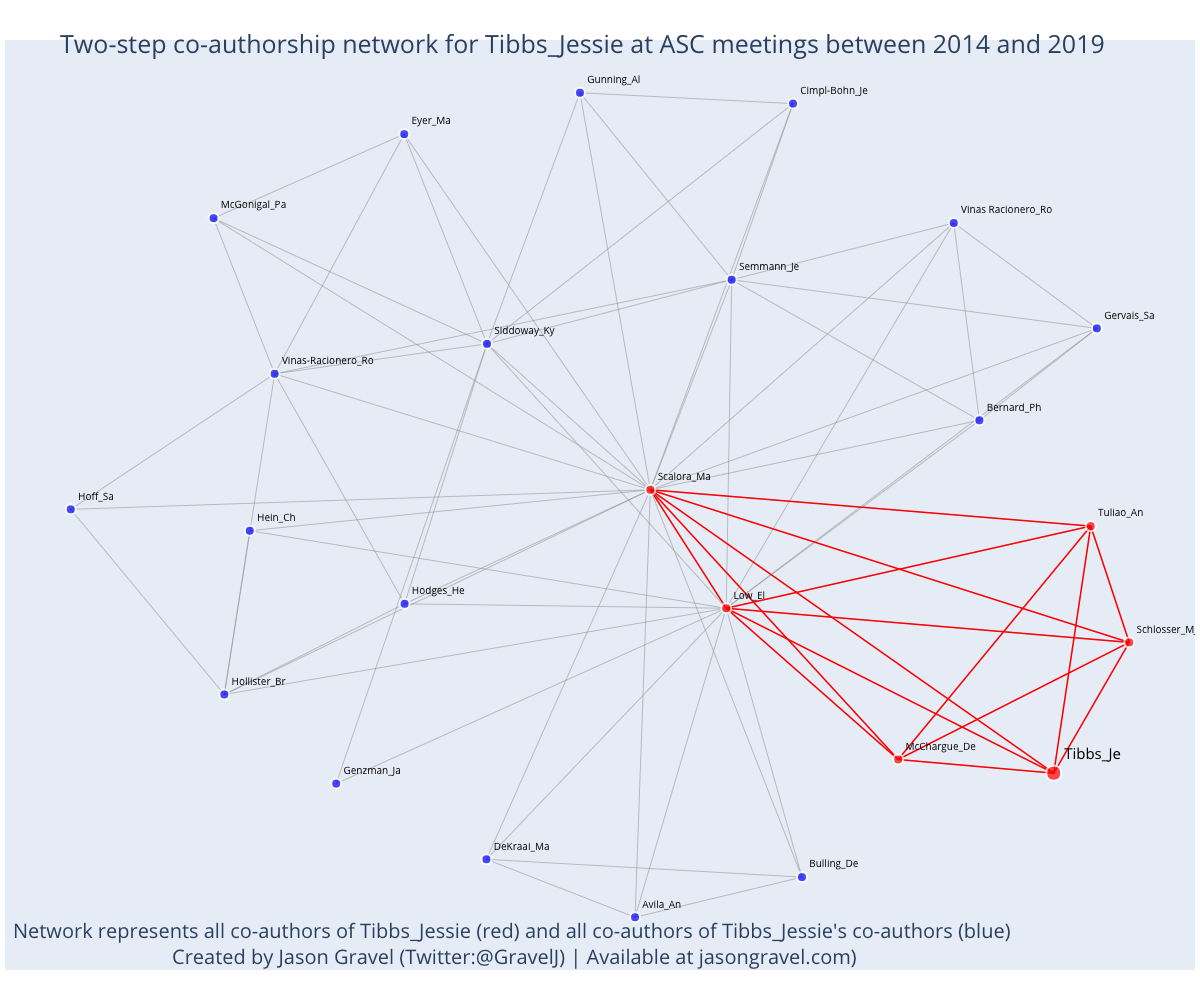 Two-step co-authorship network for Tibbs_Jessie at ASC meetings between 2014 and 2019
Gunning_Al
Cimpl-Bohn_Je
Eyer_Ma
McGonigal_Pa
Vinas Racionero_Ro
Semmann_Je
Gervais_Sa
Siddoway_Ky
Vinas-Racionero_Ro
Bernard_Ph
Scalora_Ma
Hoff_Sa
Tuliao_An
Hein_Ch
Hodges_He
Low_El
Schlosser_M
Hollister_Br
McChargue_De
Tibbs_Je
Genzman_Ja
DeKraai_Ma
Bulling_De
Avila_An
Network represents all co-authors of Tibbs_Jessie (red) and all co-authors of Tibbs_Jessie's co-authors (blue)
Created by Jason Gravel (Twitter:@GravelJ) | Available at jasongravel.com)